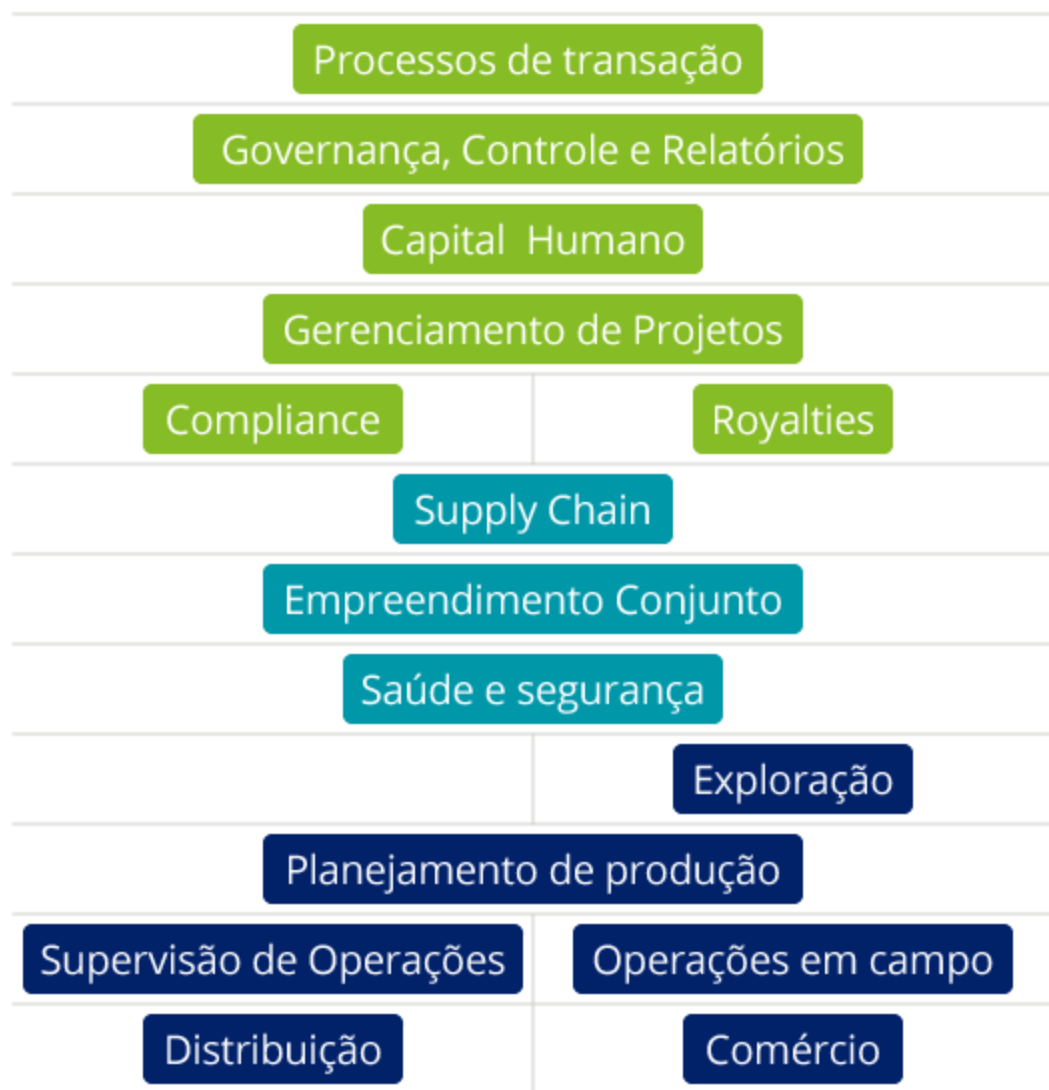 Processos de transação
Governança, Controle e Relatórios
Capital Humano
Gerenciamento de Projetos
Compliance
Royalties
Supply Chain
Empreendimento Conjunto
Saúde e segurança
Exploração
Planejamento de produção
Supervisão de Operações
Operações em campo
Distribuição
Comércio